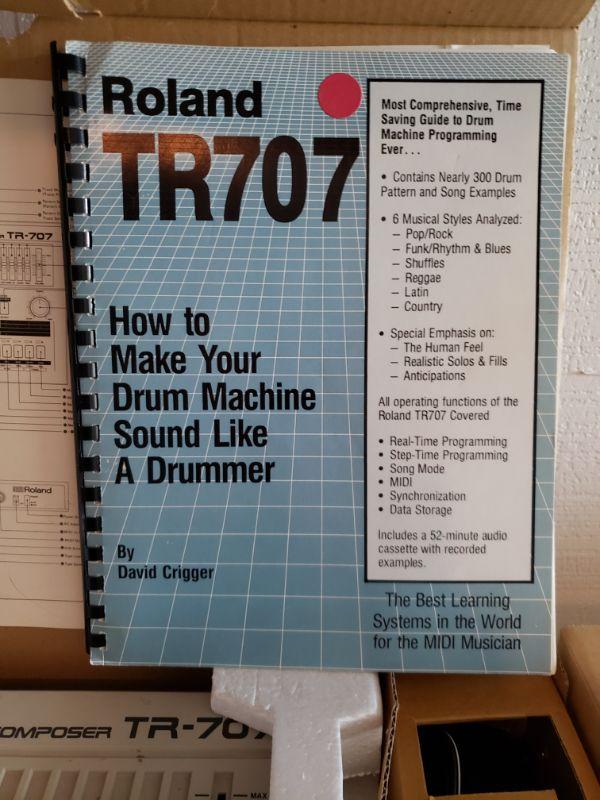 Roland
TR707
How to
Make Your
Drum Machine
Sound Like
A Drummer
By
David Crigger
Most Comprehensive, Time
Saving Guide to Drum
Machine Programming
Ever...
• Contains Nearly 300 Drum
Pattern and Song Examples
• 6 Musical Styles Analyzed:
– Pop/Rock
– Funk/Rhythm & Blues
– Shuffles
– Reggae
– Latin
– Country
• Special Emphasis on:
– The Human Feel
– Realistic Solos & Fills
– Anticipations
All operating functions of the
Roland TR707 Covered
• Real-Time Programming
• Step-Time Programming
• Song Mode
• MIDI
• Synchronization
• Data Storage
Includes a 52-minute audio
cassette with recorded
examples.
The Best Learning
Systems in the World
for the MIDI Musician
TR-707
Roland
COMPOSER TR-707
MAX